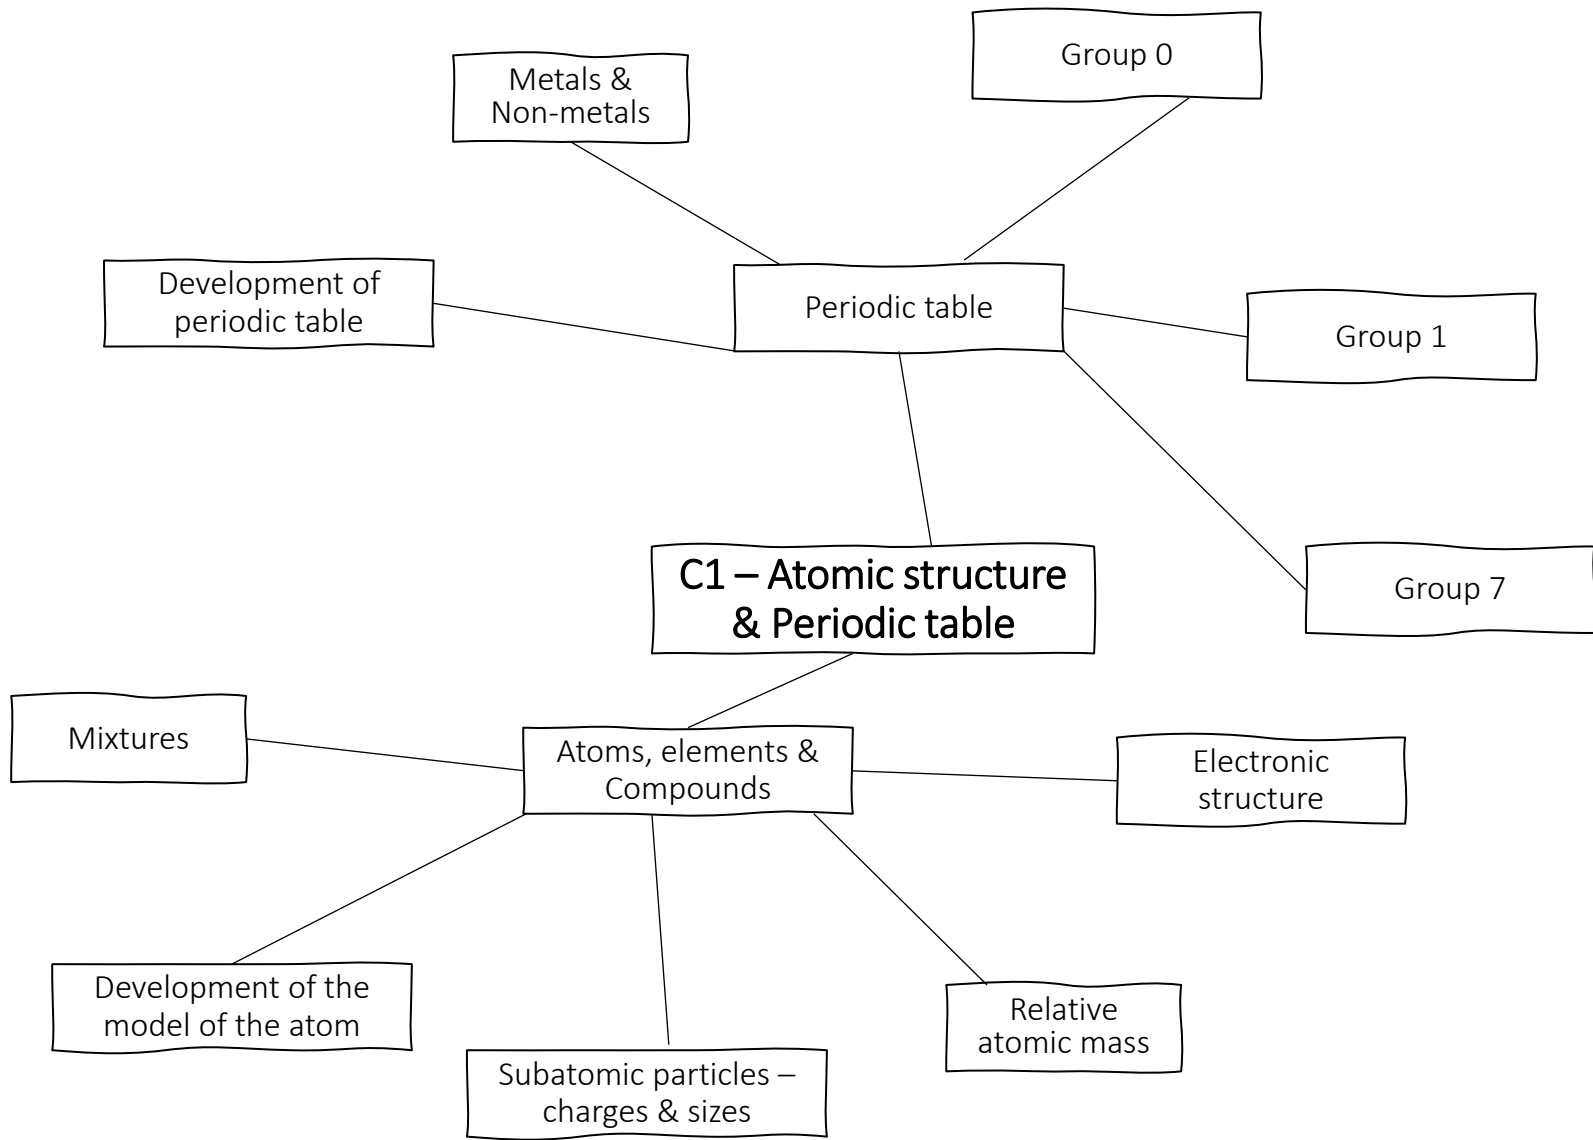 Group 0
Metals &
Non-metals
Development of
periodic table
Periodic table
Group 1
C1 – Atomic structure
& Periodic table
Group 7
Mixtures
Atoms, elements &
Compounds
Electronic
structure
Development of the
model of the atom
Relative
atomic mass
Subatomic particles –
charges & sizes